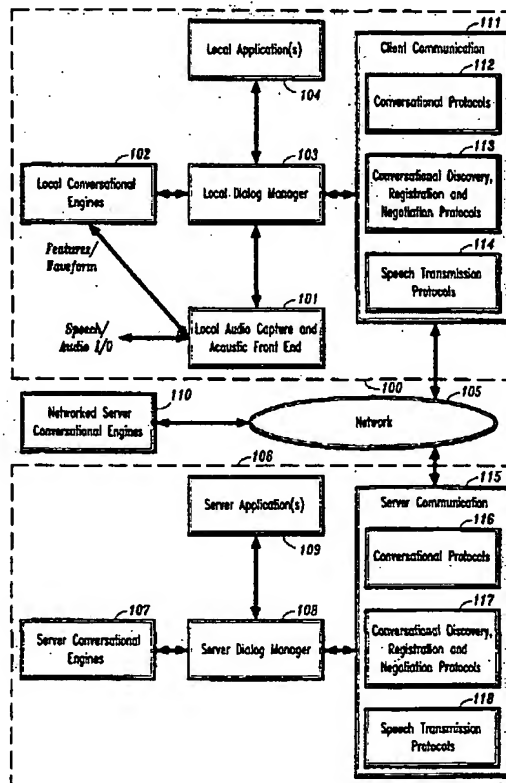 111
Local Application(s)
104
Client Communication
112
Conversational Protocols
102
Local Conversational
Engines
103
Local Dialog Manager
113
Conversational Discovery,
Registration and
Negotiation Protocols
Features/
Waveform
114
Speech Transmission
Protocols
101
Local Audio Capture and
Acoustic Front End
Speech/
Audio I/O
100
105
110
Networked Server
Conversational Engines
Network
106
115
Server Application(s)
109
Server Communication
116
Conversational Protocols
107
Server Conversational
Engines
108
Server Dialog Manager
117
Conversational Discovery,
Registration and
Negotiation Protocols
118
Speech Transmission
Protocols